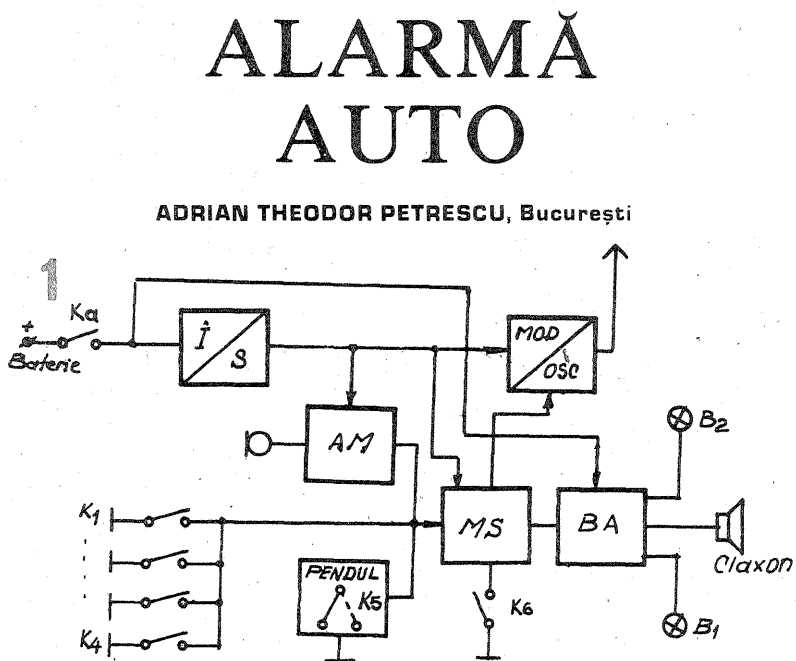 ALARMĂ
AUTO
ADRIAN THEODOR PETRESCU, București
1
Ka
+
Baterie
Î
S
MOD
OSC
AM
B2
K1
MS
BA
Claxon
PENDUL
K5
K6
K4
B1